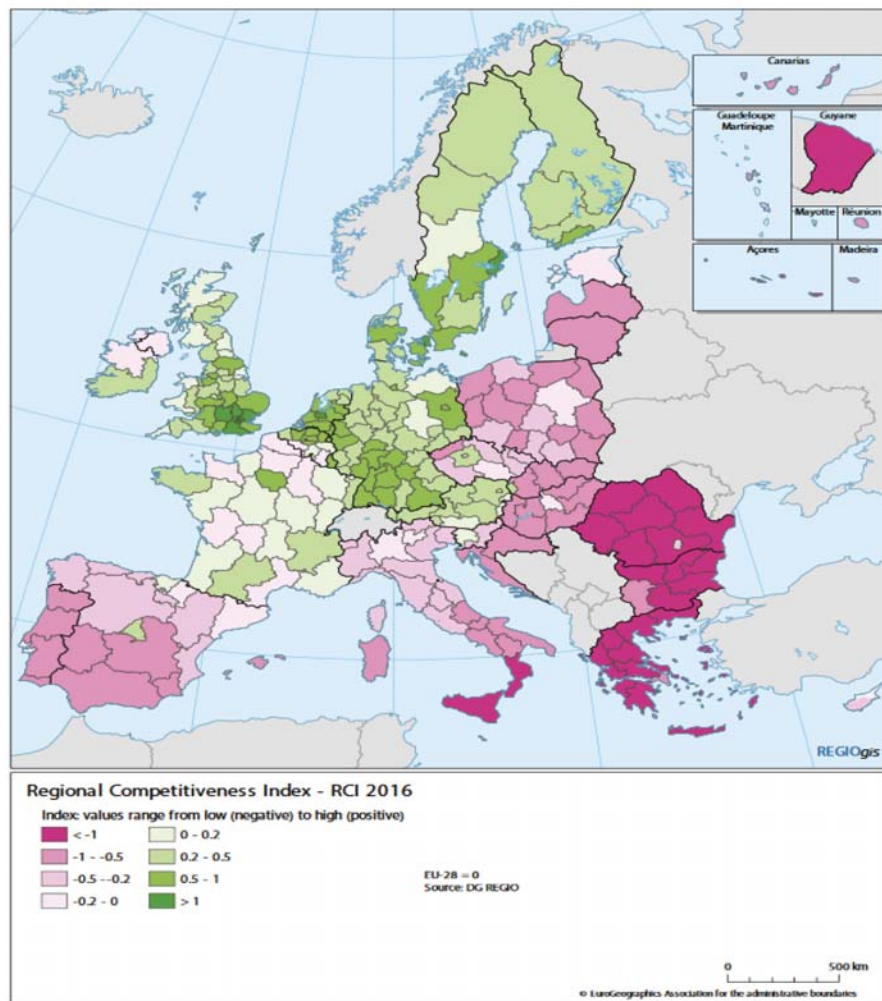 Canarias
Guadeloupe
Martinique
Guyane
Mayotte
Réunion
Açores
Madeira
REGIOgis
Regional Competitiveness Index - RCI 2016
Index: values range from low (negative) to high (positive)
< -1
-1 - -0.5
-0.5 - -0.2
-0.2 - 0
0 - 0.2
0.2 - 0.5
0.5 - 1
> 1
EU-28 = 0
Source: DG REGIO
0 500 km
© EuroGeographics Association for the administrative boundaries